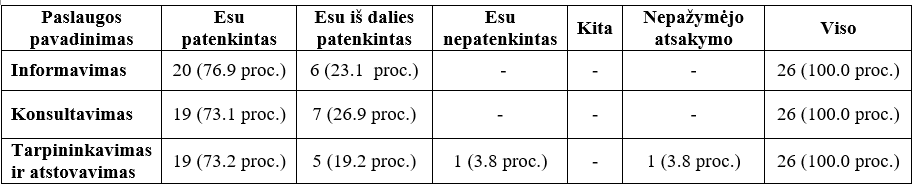 Paslaugos pavadinimas | Esu patenkintas | Esu iš dalies patenkintas | Esu nepatenkintas | Kita | Nepažymėjo atsakymo | Viso
Informavimas | 20 (76.9 proc.) | 6 (23.1 proc.) | - | - | - | 26 (100.0 proc.)
Konsultavimas | 19 (73.1 proc.) | 7 (26.9 proc.) | - | - | - | 26 (100.0 proc.)
Tarpininkavimas ir atstovavimas | 19 (73.2 proc.) | 5 (19.2 proc.) | 1 (3.8 proc.) | - | 1 (3.8 proc.) | 26 (100.0 proc.)